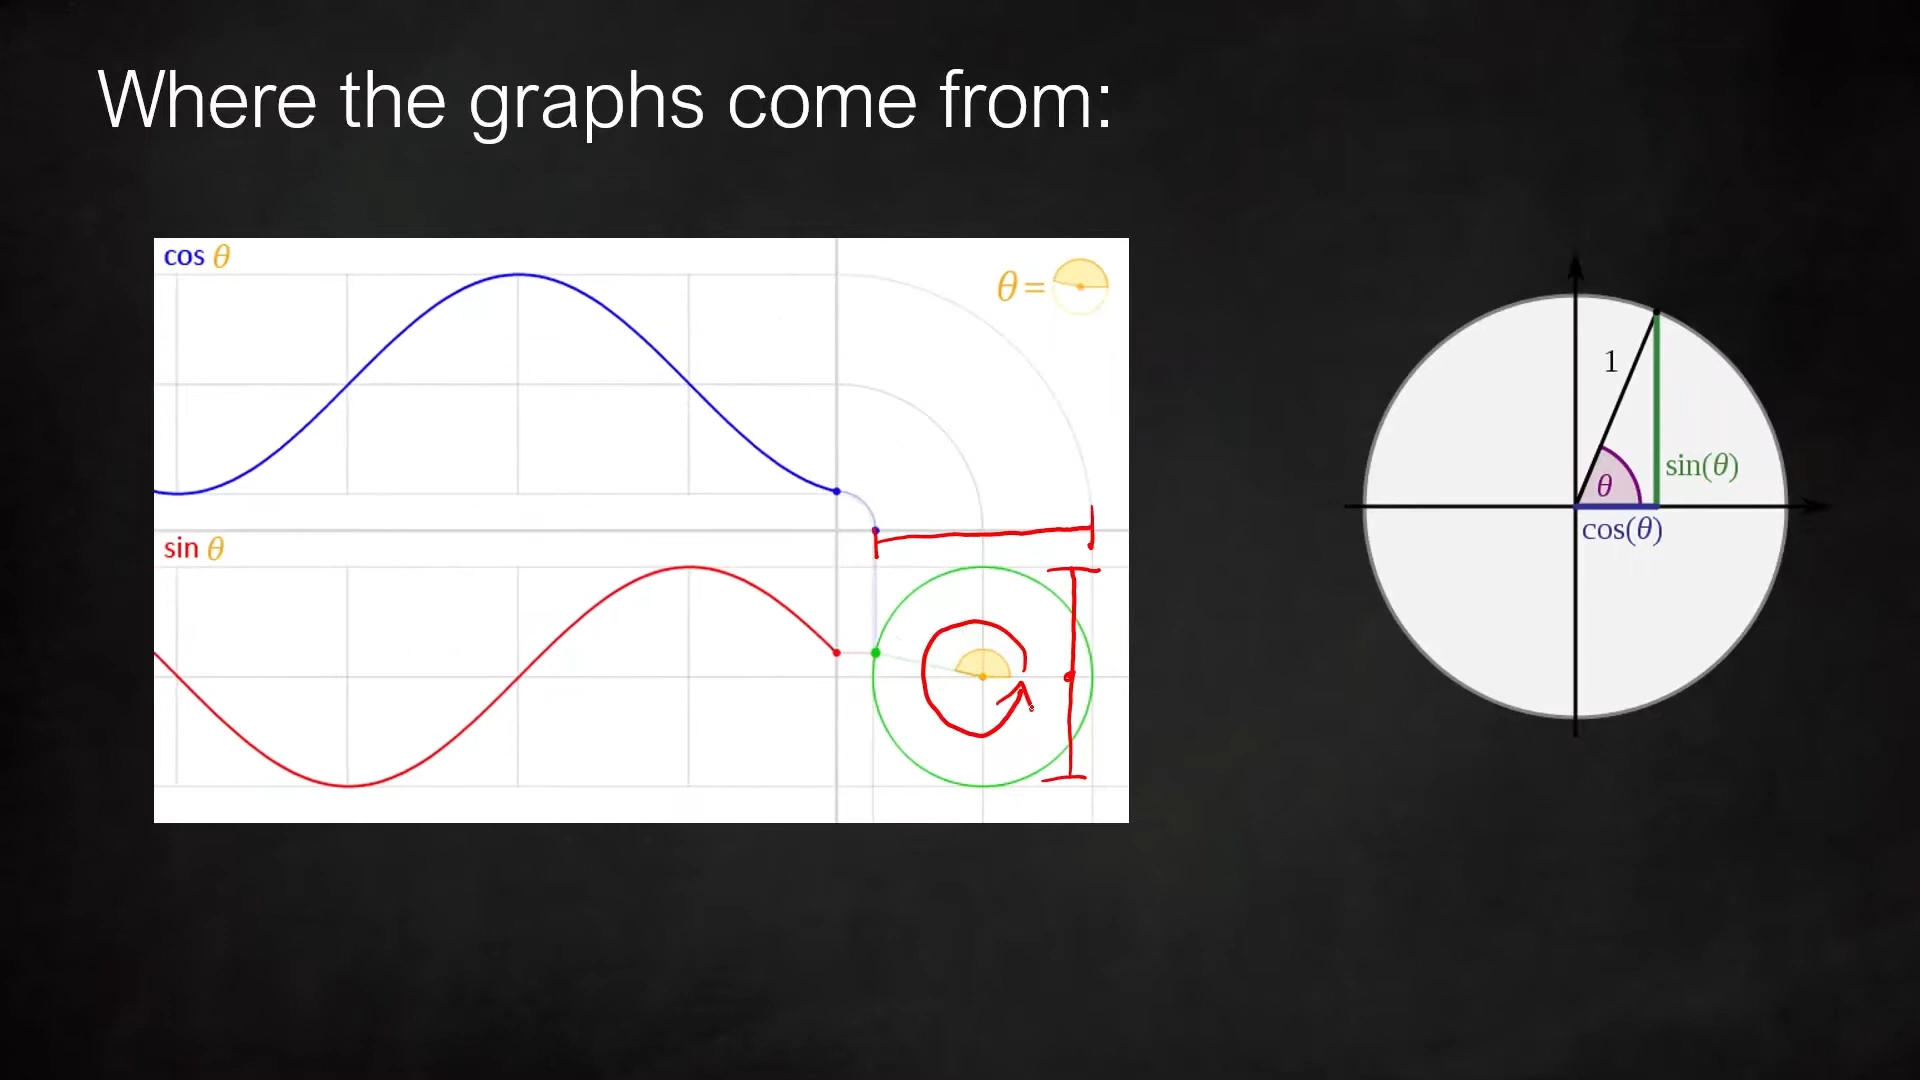 Where the graphs come from:
cos θ
θ =
sin θ
1
θ
sin(θ)
cos(θ)